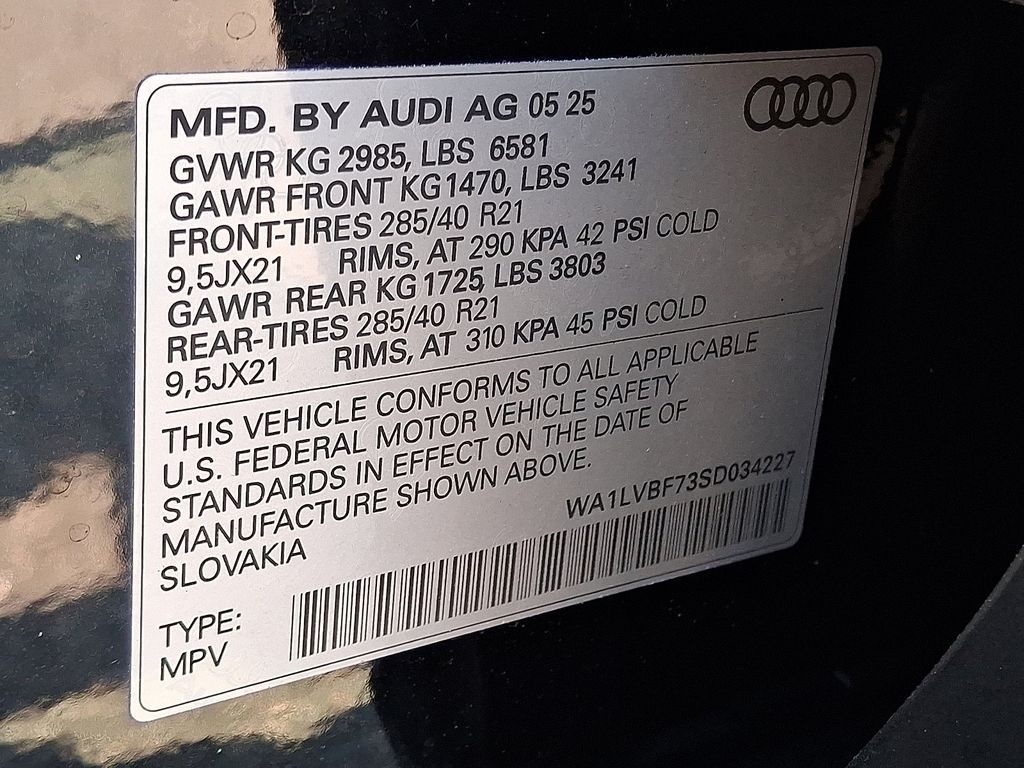 MFD. BY AUDI AG 05 25
GVWR KG 2985, LBS 6581
GAWR FRONT KG1470, LBS 3241
FRONT-TIRES 285/40 R21
9,5JX21 RIMS, AT 290 KPA 42 PSI COLD
GAWR REAR KG 1725, LBS 3803
REAR-TIRES 285/40 R21
9,5JX21 RIMS, AT 310 KPA 45 PSI COLD
THIS VEHICLE CONFORMS TO ALL APPLICABLE
U.S. FEDERAL MOTOR VEHICLE SAFETY
STANDARDS IN EFFECT ON THE DATE OF
MANUFACTURE SHOWN ABOVE.
SLOVAKIA
WA1LVBF73SD034227
TYPE:
MPV